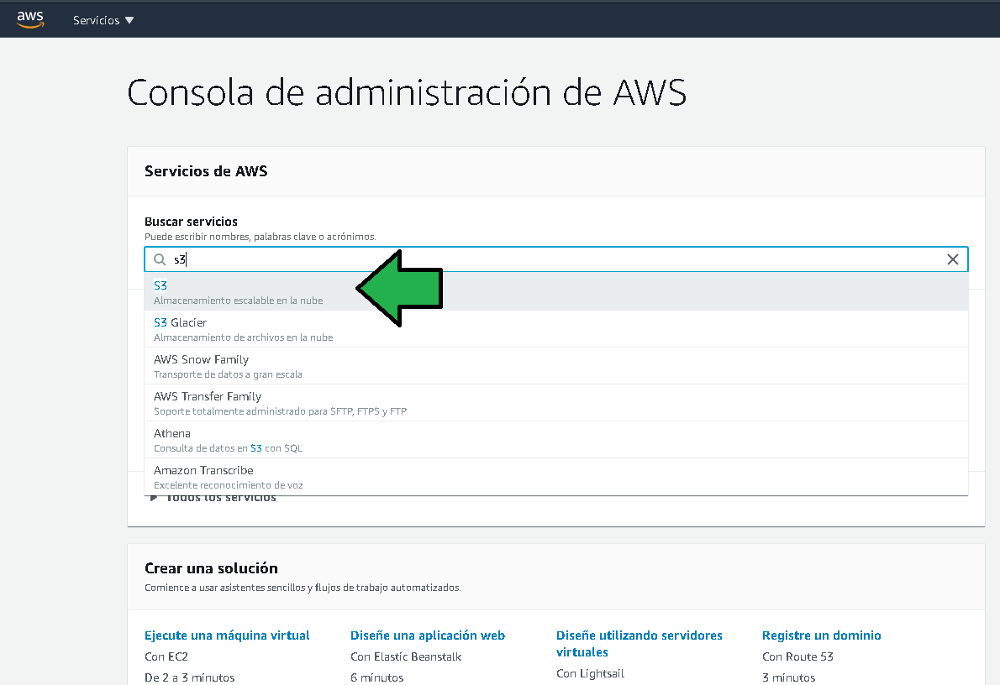 aws
Servicios
Consola de administración de AWS
Servicios de AWS
Buscar servicios
Puede escribir nombres, palabras clave o acrónimos.
s3
S3
Almacenamiento escalable en la nube
S3 Glacier
Almacenamiento de archivos en la nube
AWS Snow Family
Transporte de datos a gran escala
AWS Transfer Family
Soporte totalmente administrado para SFTP, FTPS y FTP
Athena
Consulta de datos en S3 con SQL
Amazon Transcribe
Excelente reconocimiento de voz
Todos los servicios
Crear una solución
Comience a usar asistentes sencillos y flujos de trabajo automatizados.
Ejecute una máquina virtual
Con EC2
De 2 a 3 minutos
Diseñe una aplicación web
Con Elastic Beanstalk
6 minutos
Diseñe utilizando servidores
virtuales
Con Lightsail
Registre un dominio
Con Route 53
3 minutos